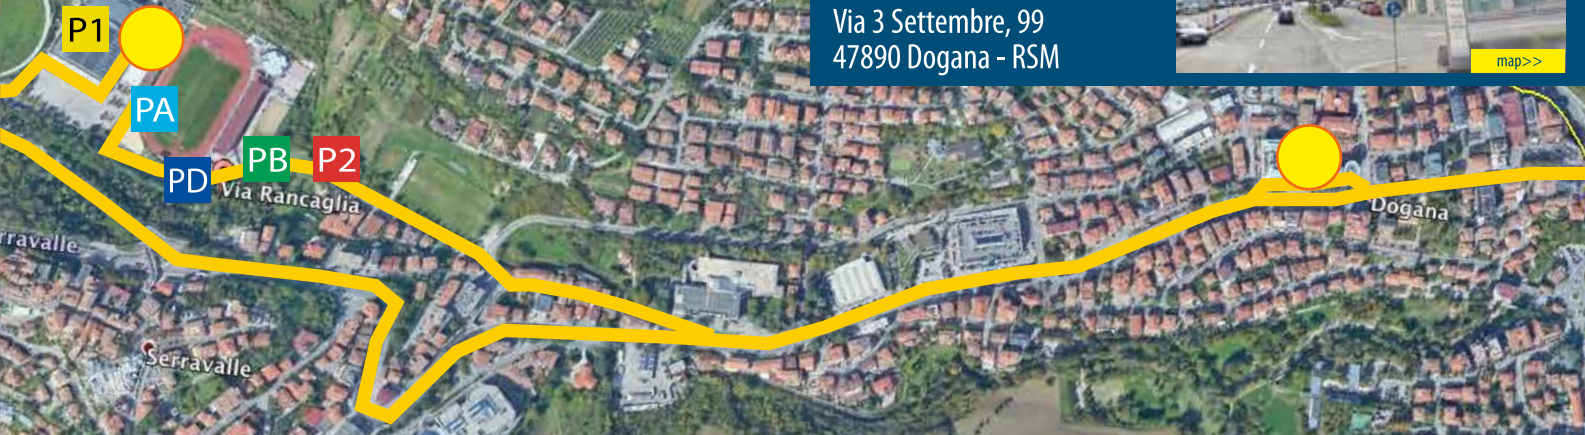 Via 3 Settembre, 99
47890 Dogana - RSM
map>>
P1
PA
PB
P2
PD
Via Rancaglia
Dogana
rravalle
Serravalle